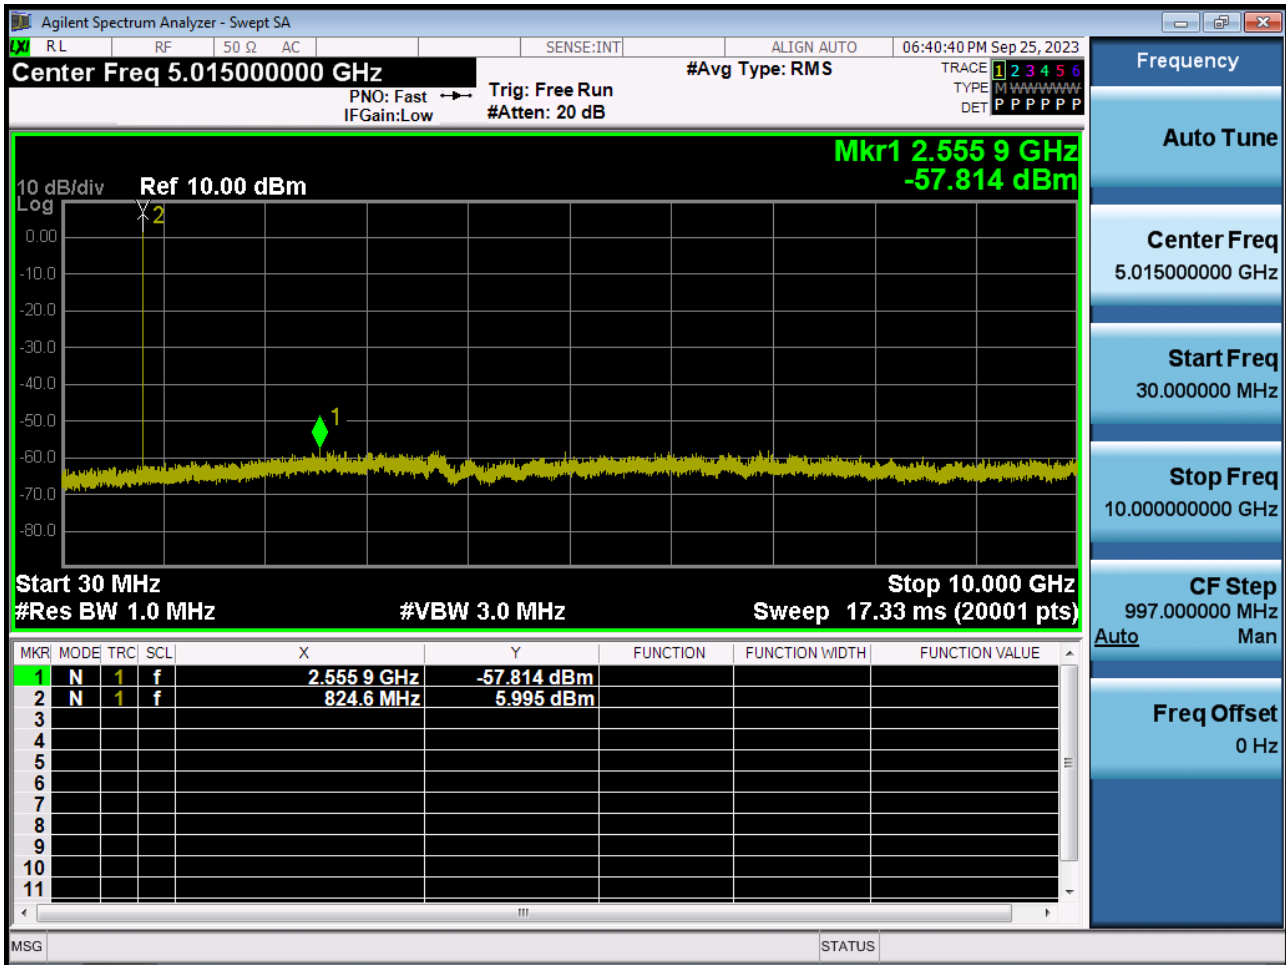 Agilent Spectrum Analyzer - Swept SA
LXI RL RF 50 Ω AC SENSE:INT ALIGN AUTO 06:40:40 PM Sep 25, 2023
Center Freq 5.015000000 GHz
PNO: Fast
IFGain:Low
Trig: Free Run
#Atten: 20 dB
#Avg Type: RMS
TRACE 1 2 3 4 5 6
TYPE M WWWWW
DET P P P P P P
Mkr1 2.555 9 GHz
-57.814 dBm
10 dB/div Ref 10.00 dBm
Log
0.00
-10.0
-20.0
-30.0
-40.0
-50.0
-60.0
-70.0
-80.0
2
1
Start 30 MHz Stop 10.000 GHz
#Res BW 1.0 MHz #VBW 3.0 MHz Sweep 17.33 ms (20001 pts)
MKR MODE TRC SCL X Y FUNCTION FUNCTION WIDTH FUNCTION VALUE
1 N 1 f 2.555 9 GHz -57.814 dBm
2 N 1 f 824.6 MHz 5.995 dBm
3
4
5
6
7
8
9
10
11
MSG STATUS
Frequency
Auto Tune
Center Freq
5.015000000 GHz
Start Freq
30.000000 MHz
Stop Freq
10.000000000 GHz
CF Step
997.000000 MHz
Auto Man
Freq Offset
0 Hz